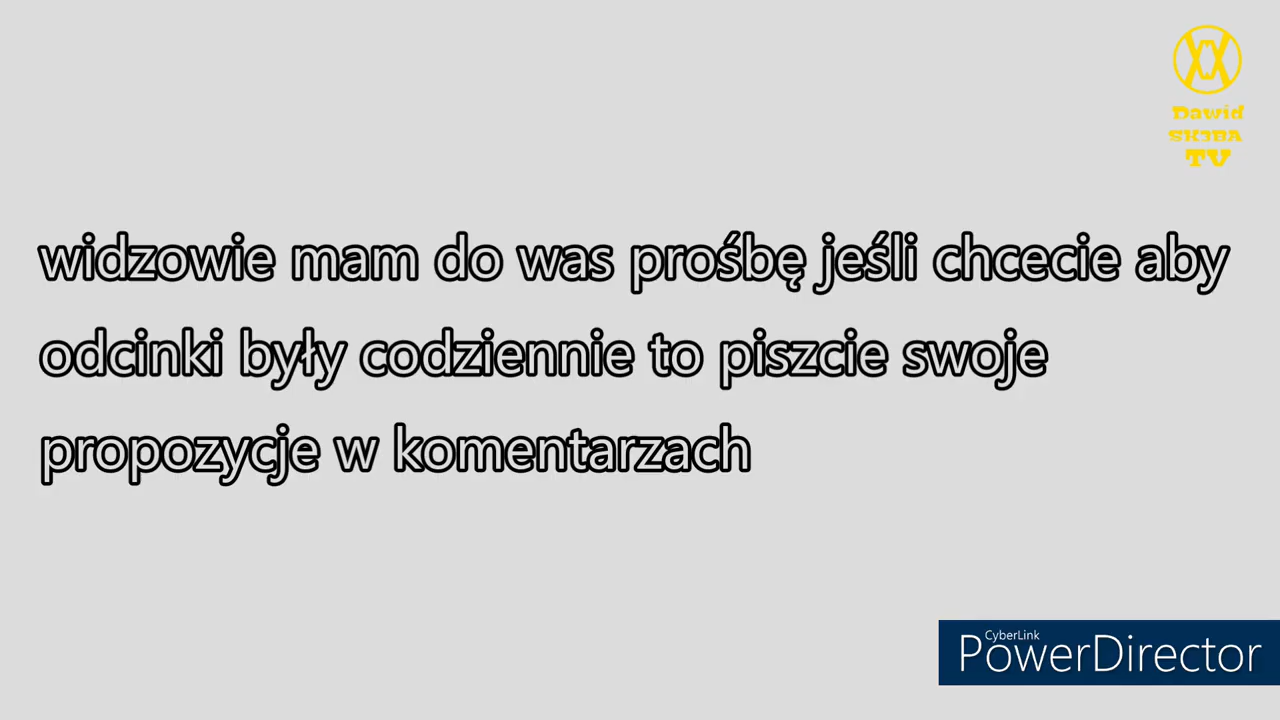 Dawid
SKIBA
TV
widzowie mam do was prośbę jeśli chcecie aby
odcinki były codziennie to piszcie swoje
propozycje w komentarzach
CyberLink
PowerDirector